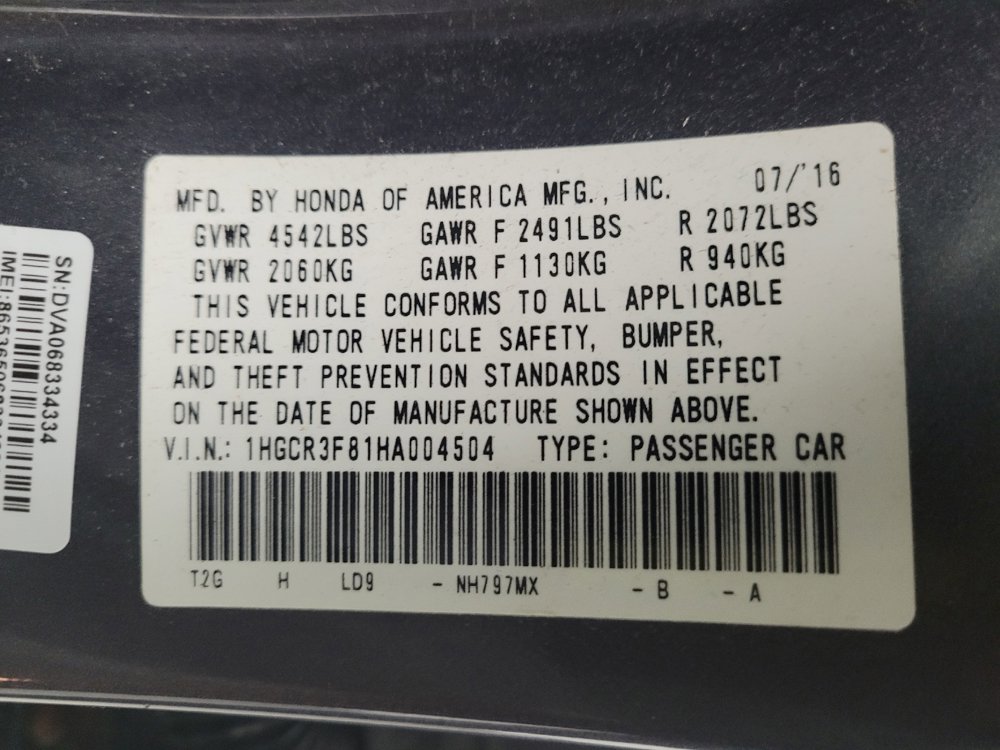 MFD. BY HONDA OF AMERICA MFG., INC. 07/'16
GVWR 4542LBS GAWR F 2491LBS R 2072LBS
GVWR 2060KG GAWR F 1130KG R 940KG
THIS VEHICLE CONFORMS TO ALL APPLICABLE
FEDERAL MOTOR VEHICLE SAFETY, BUMPER,
AND THEFT PREVENTION STANDARDS IN EFFECT
ON THE DATE OF MANUFACTURE SHOWN ABOVE.
V.I.N.: 1HGCR3F81HA004504 TYPE: PASSENGER CAR
T2G H LD9 - NH797MX - B - A
SN:DVA068334334